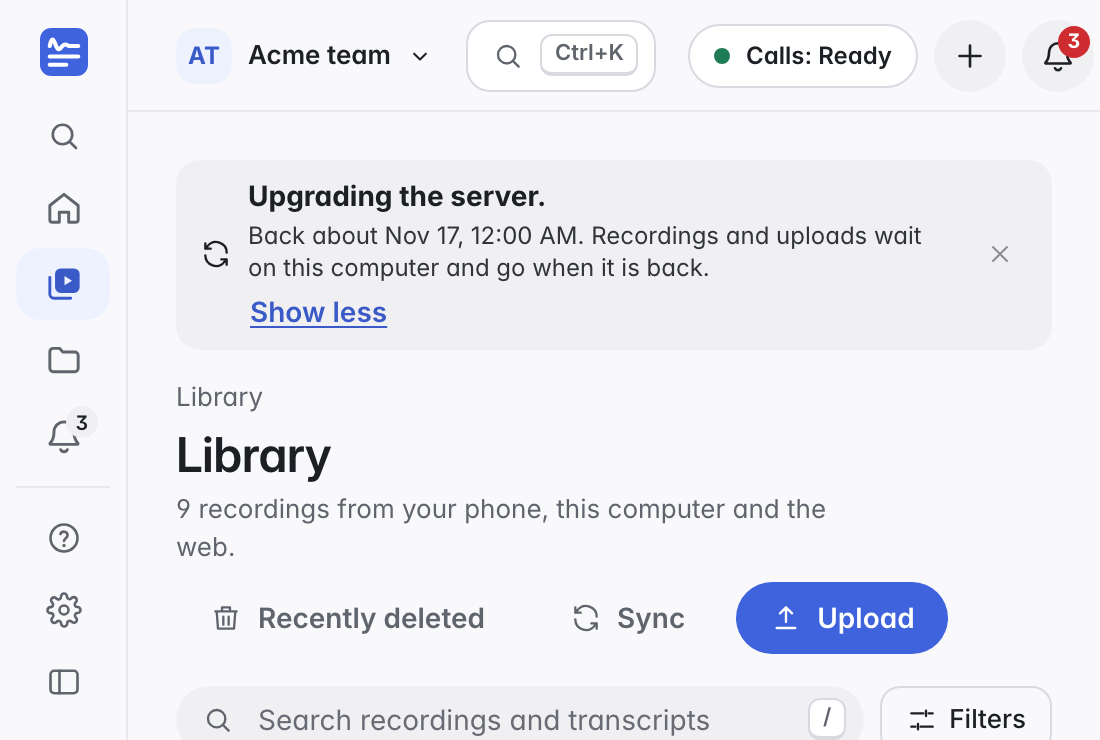 AT Acme team
Ctrl+K
Calls: Ready
3
Upgrading the server.
Back about Nov 17, 12:00 AM. Recordings and uploads wait
on this computer and go when it is back.
Show less
Library
3
Library
9 recordings from your phone, this computer and the
web.
Recently deleted
Sync
Upload
Search recordings and transcripts
/
Filters